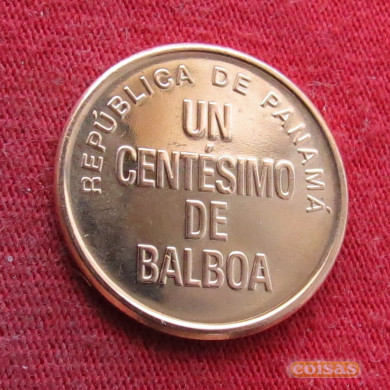 REPÚBLICA DE PANAMÁ
UN
CENTÉSIMO
DE
BALBOA
coisas